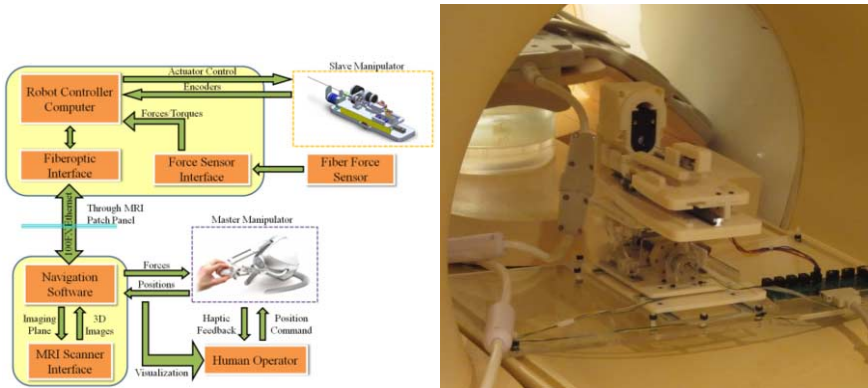 Actuator Control
Slave Manipulator
Robot Controller
Computer
Encoders
Forces/Torques
Fiberoptic
Interface
Force Sensor
Interface
Fiber Force
Sensor
100FX Ethernet
Through MRI
Patch Panel
Master Manipulator
Navigation
Software
Forces
Positions
Imaging
Plane
3D
Images
Haptic
Feedback
Position
Command
MRI Scanner
Interface
Visualization
Human Operator